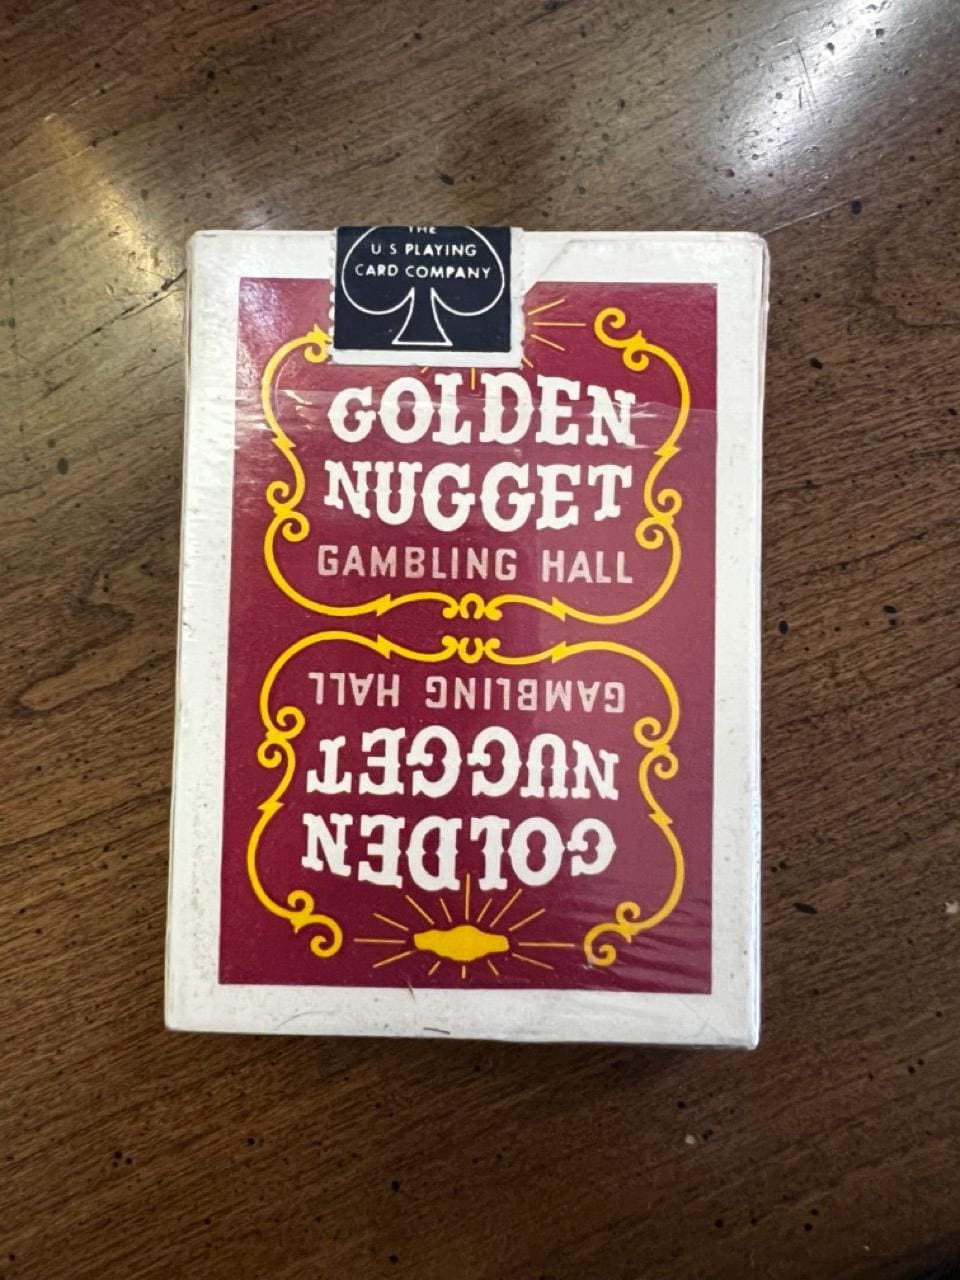 THE
U.S PLAYING
CARD COMPANY
GOLDEN
NUGGET
GAMBLING HALL
GAMBLING HALL
NUGGET
GOLDEN